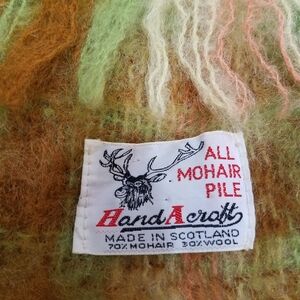 ALL
MOHAIR
PILE
HandAcraft
MADE IN SCOTLAND
70% MOHAIR 30% WOOL